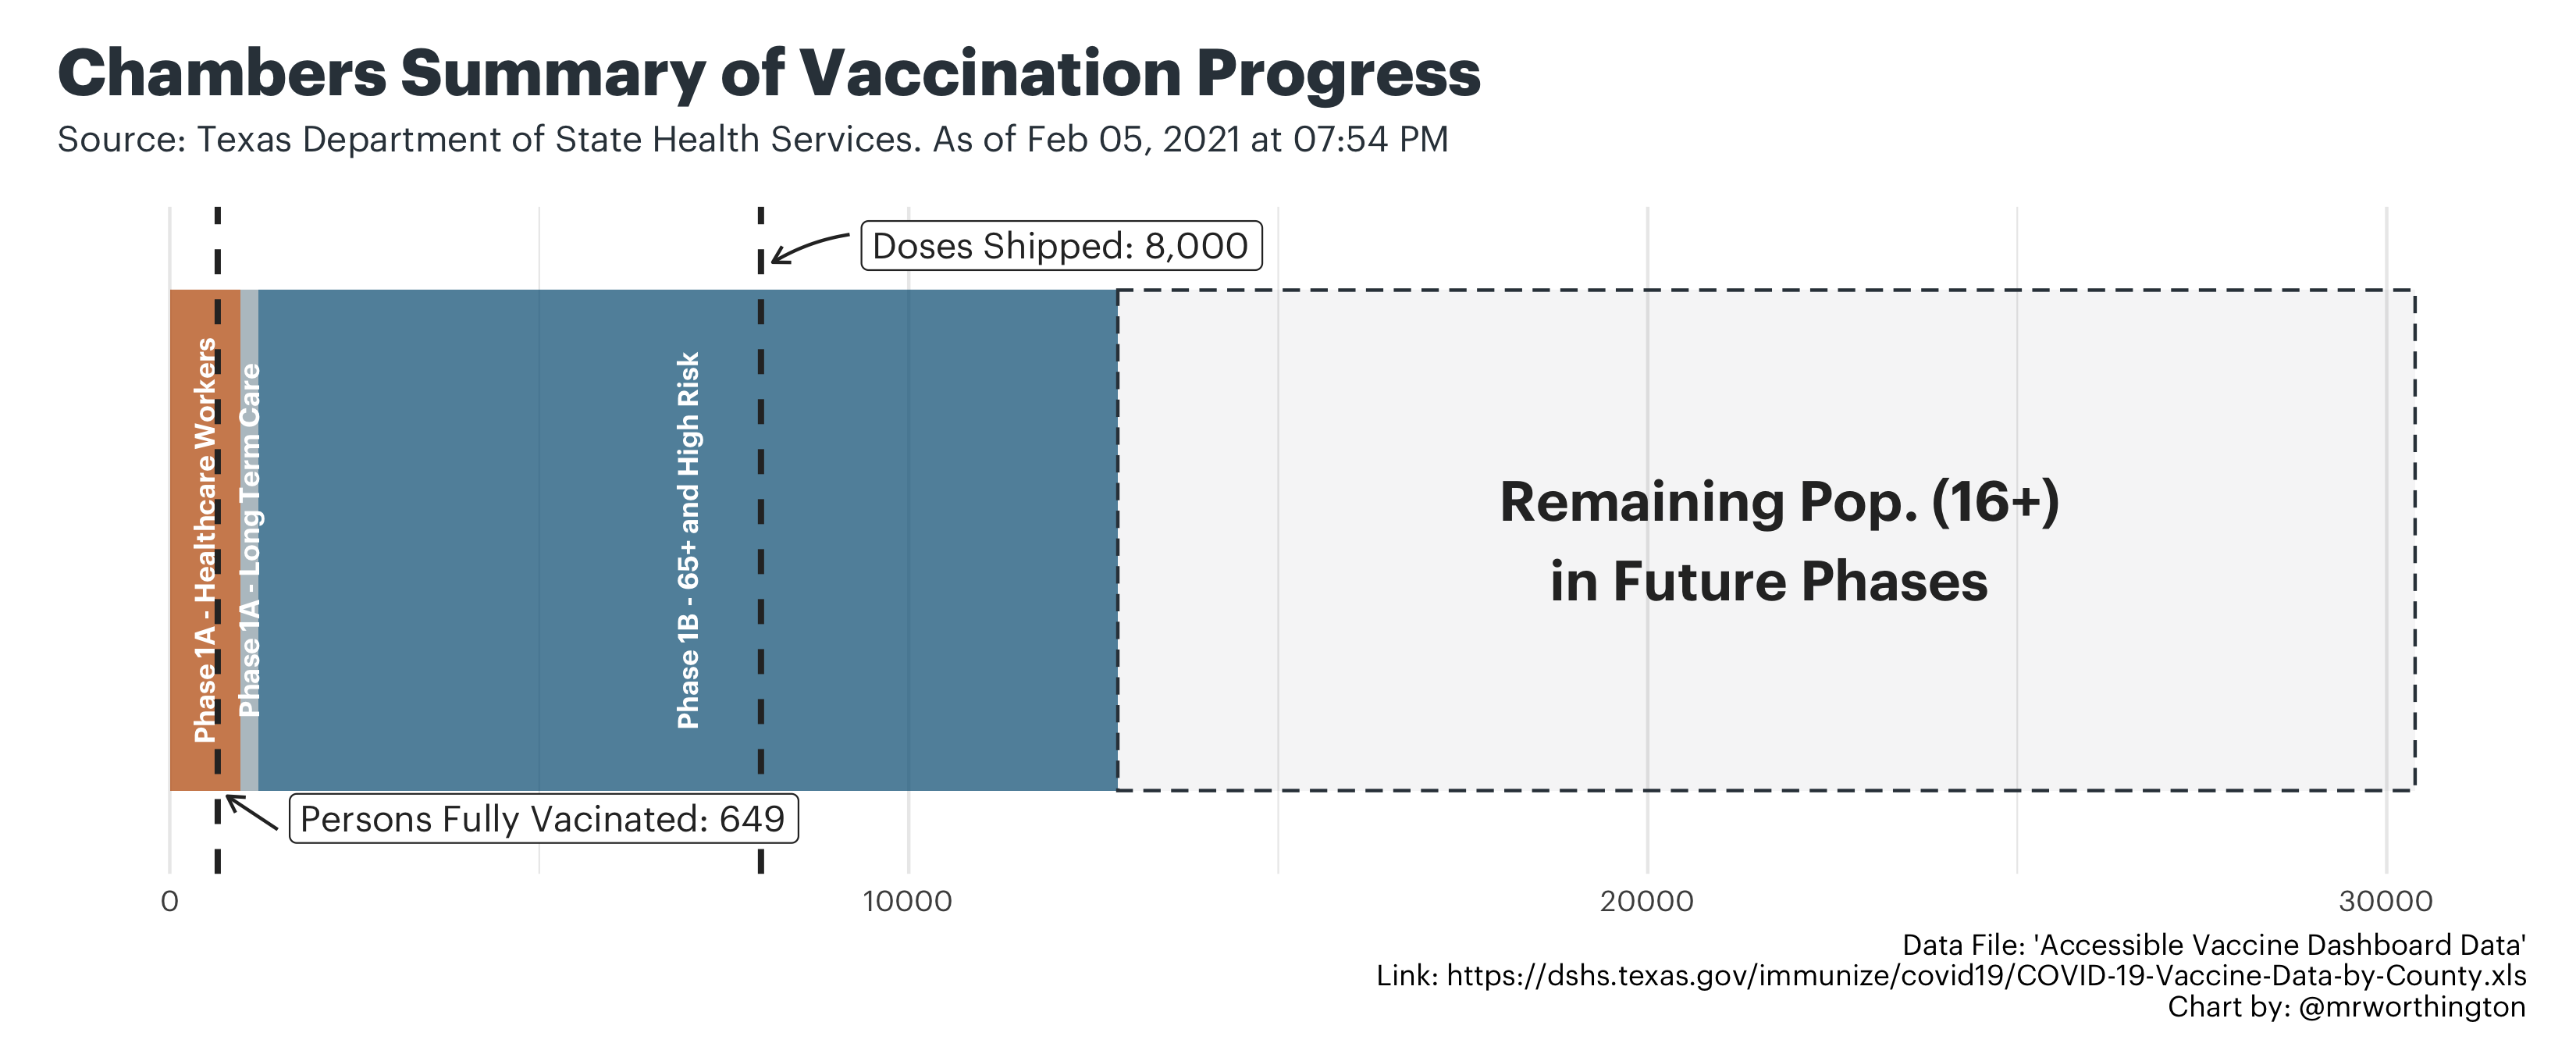 Chambers Summary of Vaccination Progress
Source: Texas Department of State Health Services. As of Feb 05, 2021 at 07:54 PM
Doses Shipped: 8,000
Phase 1A - Healthcare Workers
Phase 1A - Long Term Care
Phase 1B - 65+ and High Risk
Remaining Pop. (16+)
in Future Phases
Persons Fully Vacinated: 649
0
10000
20000
30000
Data File: 'Accessible Vaccine Dashboard Data'
Link: https://dshs.texas.gov/immunize/covid19/COVID-19-Vaccine-Data-by-County.xls
Chart by: @mrworthington